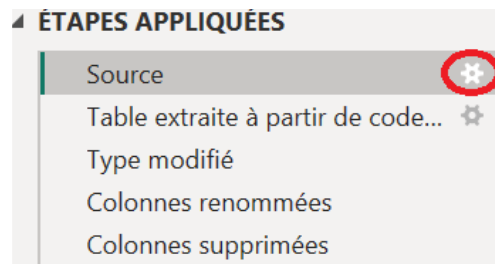 ÉTAPES APPLIQUÉES
Source
Table extraite à partir de code...
Type modifié
Colonnes renommées
Colonnes supprimées